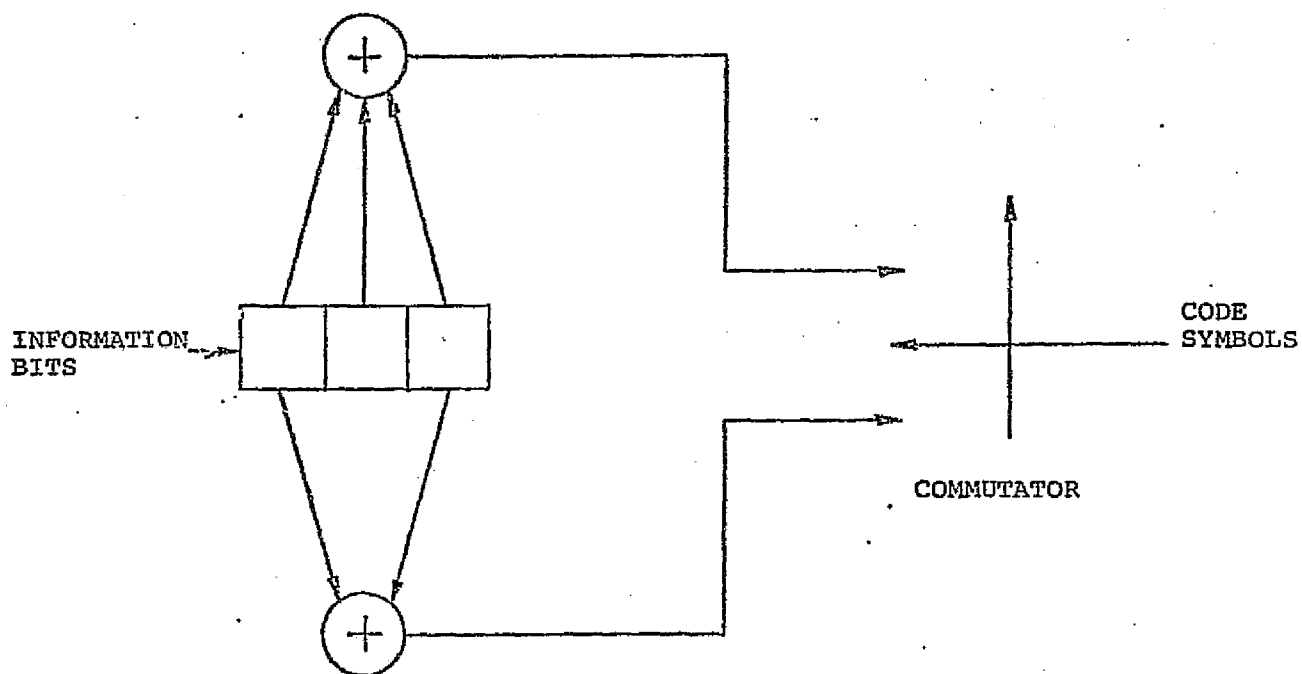 INFORMATION
BITS
CODE
SYMBOLS
COMMUTATOR